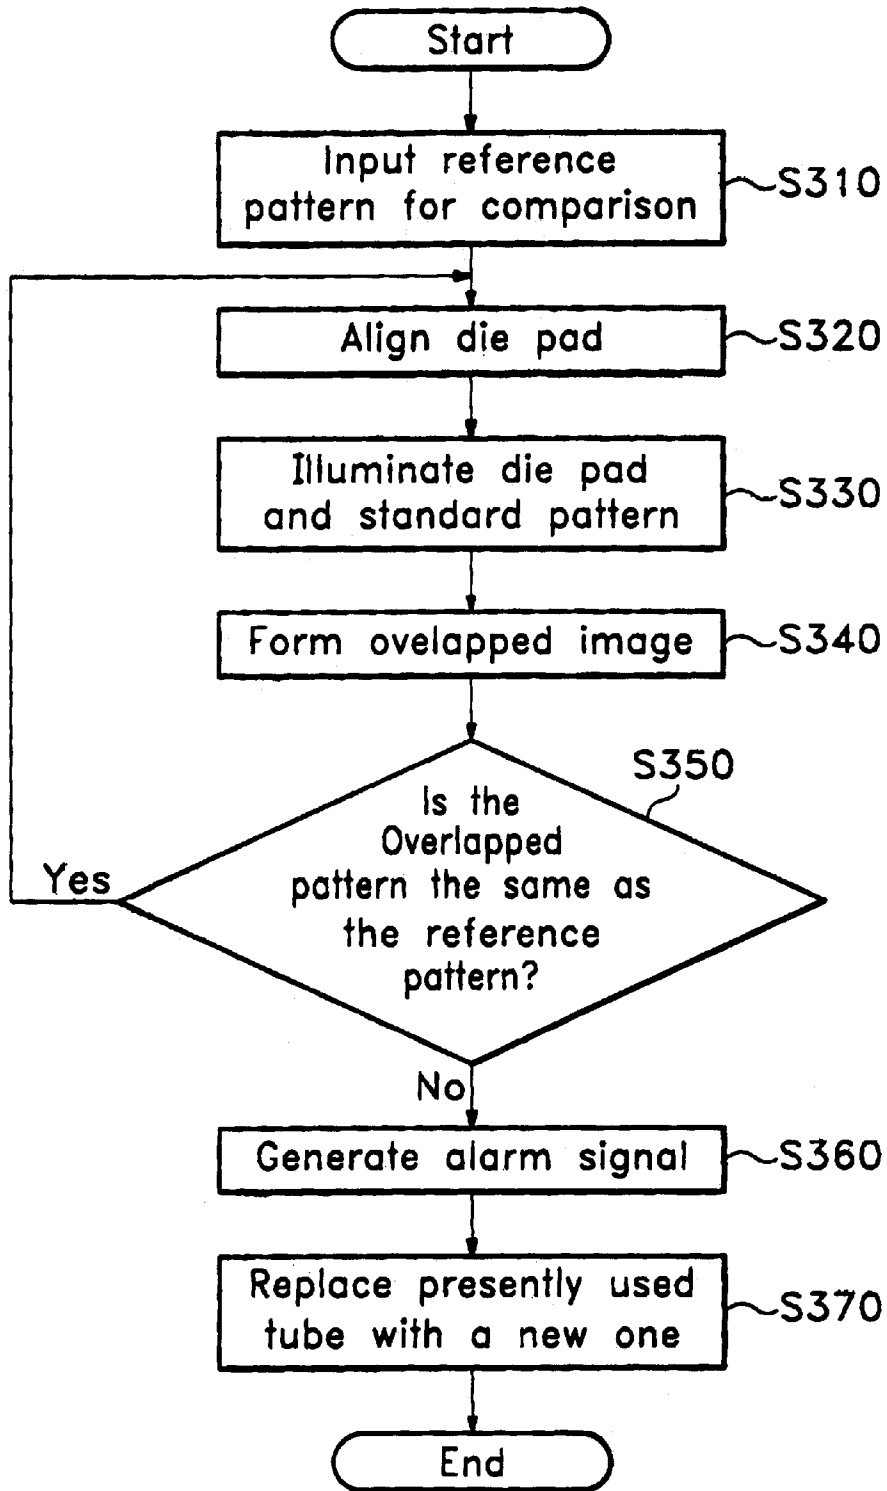 Start
Input reference
pattern for comparison
S310
Align die pad
S320
Illuminate die pad
and standard pattern
S330
Form ovelapped image
S340
S350
Is the
Overlapped
pattern the same as
the reference
pattern?
Yes
No
Generate alarm signal
S360
Replace presently used
tube with a new one
S370
End